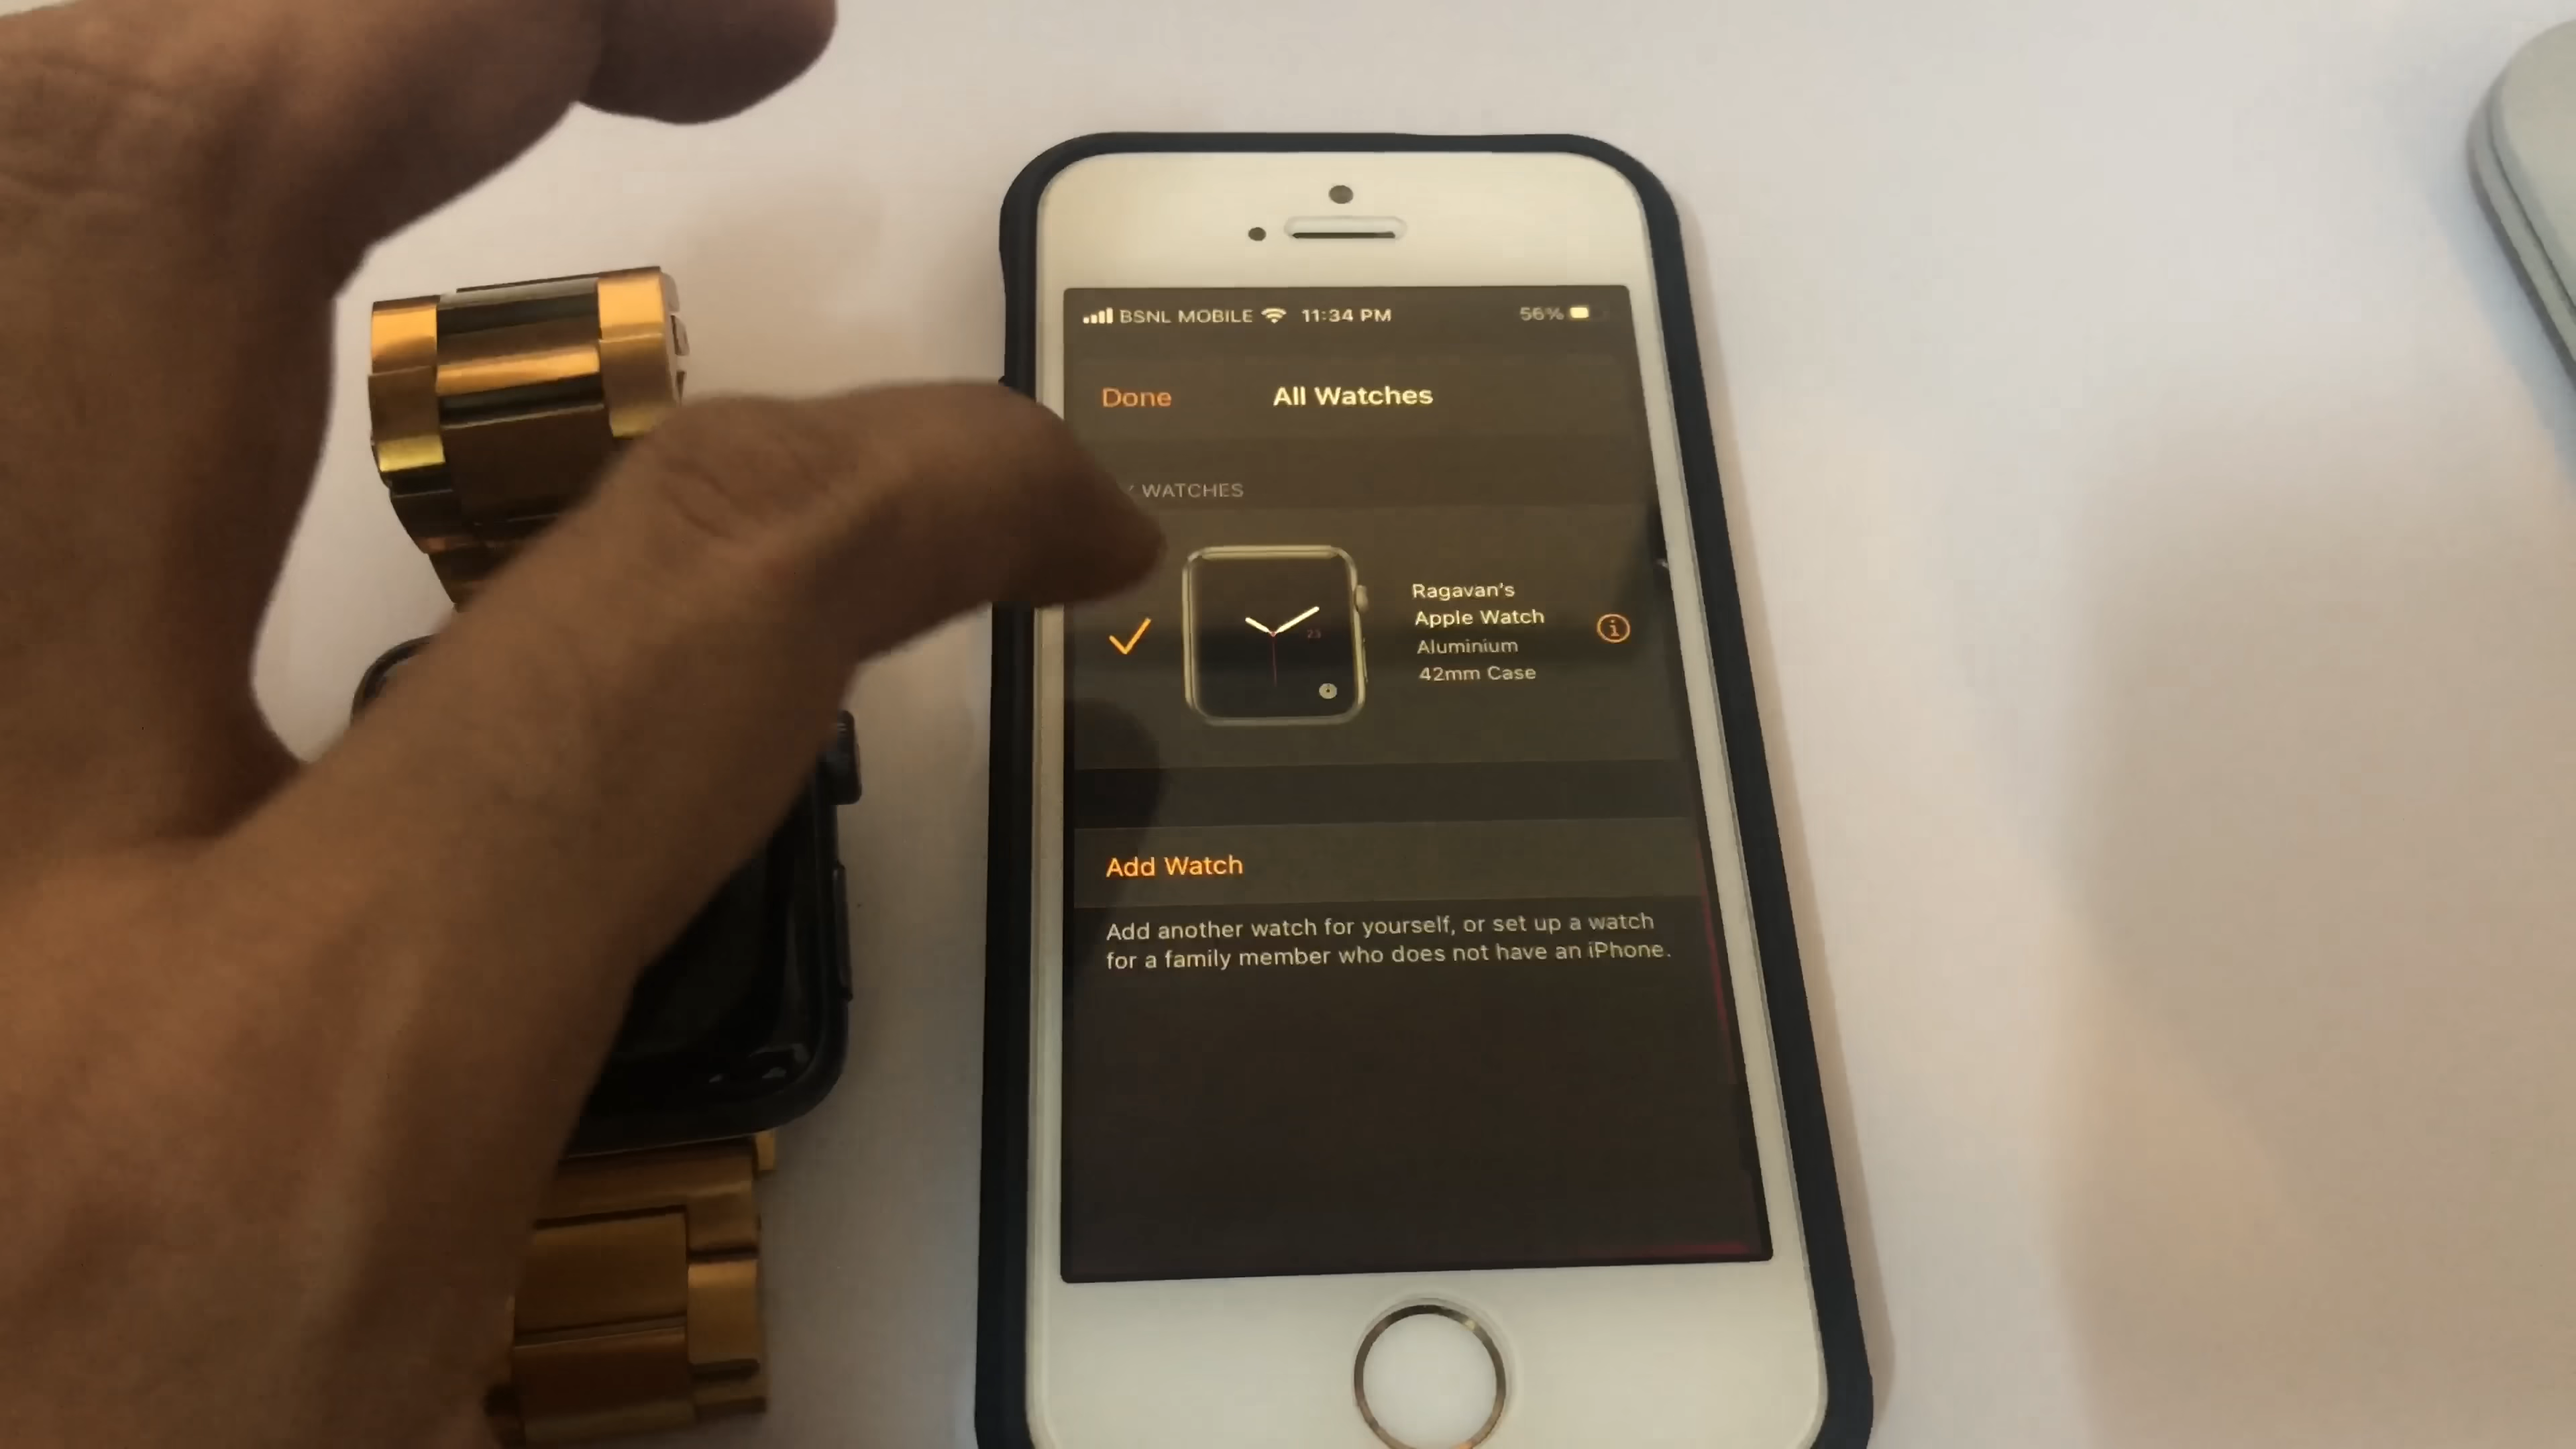 BSNL MOBILE 11:34 PM 56%
Done All Watches
WATCHES
23
Ragavan's
Apple Watch
Aluminium
42mm Case
Add Watch
Add another watch for yourself, or set up a watch
for a family member who does not have an iPhone.